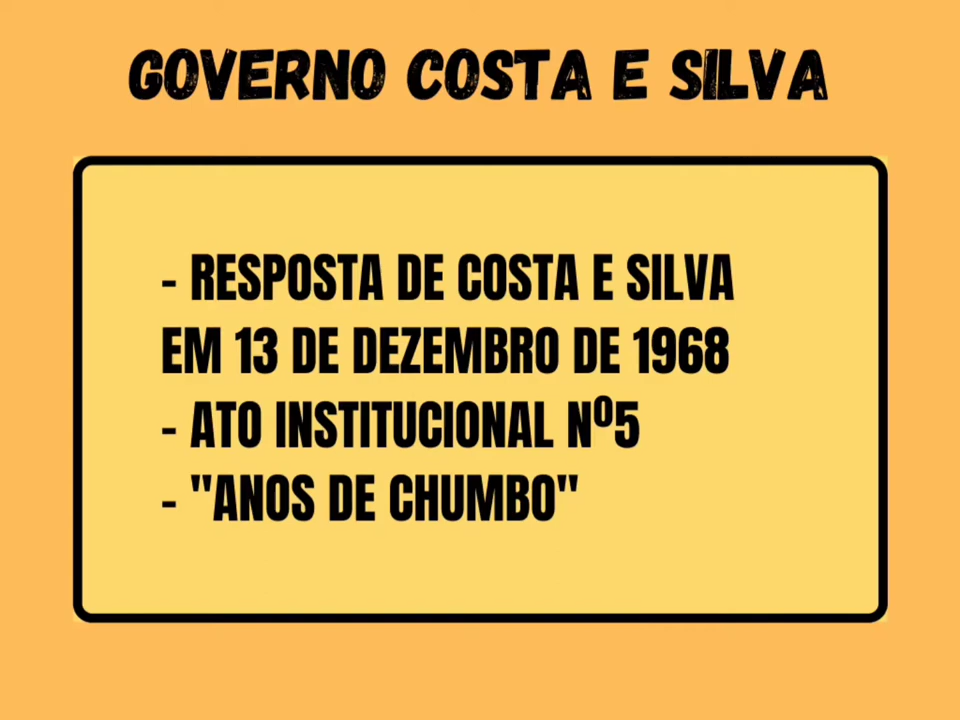 GOVERNO COSTA E SILVA
- RESPOSTA DE COSTA E SILVA
EM 13 DE DEZEMBRO DE 1968
- ATO INSTITUCIONAL Nº5
- "ANOS DE CHUMBO"